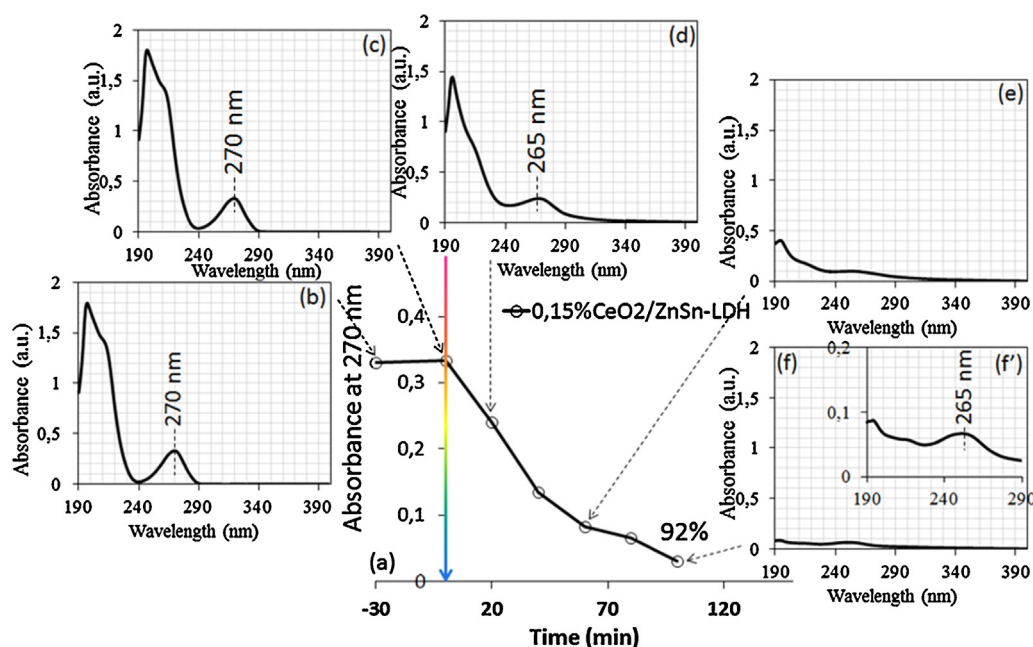 (c)
Absorbance (a.u.)
2
1,5
1
0,5
0
270 nm
190
240
290
340
390
Wavelength (nm)
(d)
Absorbance (a.u.)
2
1,5
1
0,5
0
265 nm
190
240
290
340
390
Wavelength (nm)
(e)
Absorbance (a.u.)
2
1,5
1
0,5
0
190
240
290
340
390
Wavelength (nm)
(b)
Absorbance (a.u.)
2
1,5
1
0,5
0
270 nm
190
240
290
340
390
Wavelength (nm)
0,15%CeO2/ZnSn-LDH
Absorbance at 270 nm
0,4
0,3
0,2
0,1
0
92%
(a)
-30
20
70
120
Time (min)
(f)
Absorbance (a.u.)
2
1,5
1
0,5
0
190
240
290
340
390
Wavelength (nm)
(f')
0,2
0,1
0
265 nm
190
240
290